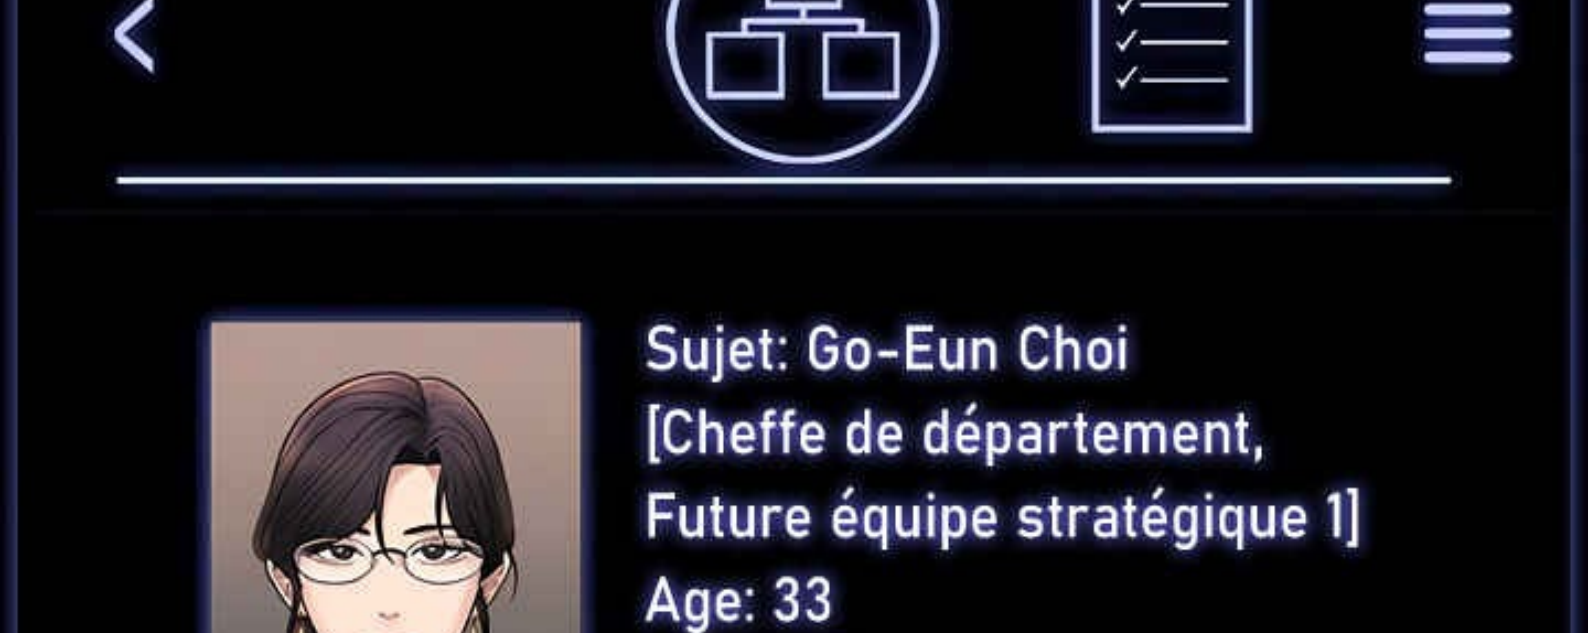 Sujet: Go-Eun Choi
[Cheffe de département,
Future équipe stratégique 1]
Age: 33